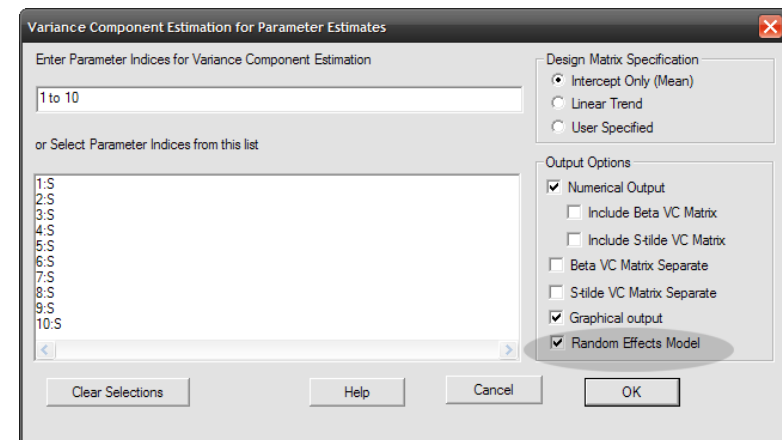 Variance Component Estimation for Parameter Estimates
Enter Parameter Indices for Variance Component Estimation
1 to 10
or Select Parameter Indices from this list
1:S
2:S
3:S
4:S
5:S
6:S
7:S
8:S
9:S
10:S
Design Matrix Specification
Intercept Only (Mean)
Linear Trend
User Specified
Output Options
Numerical Output
Include Beta VC Matrix
Include S-tilde VC Matrix
Beta VC Matrix Separate
S-tilde VC Matrix Separate
Graphical output
Random Effects Model
Clear Selections
Help
Cancel
OK